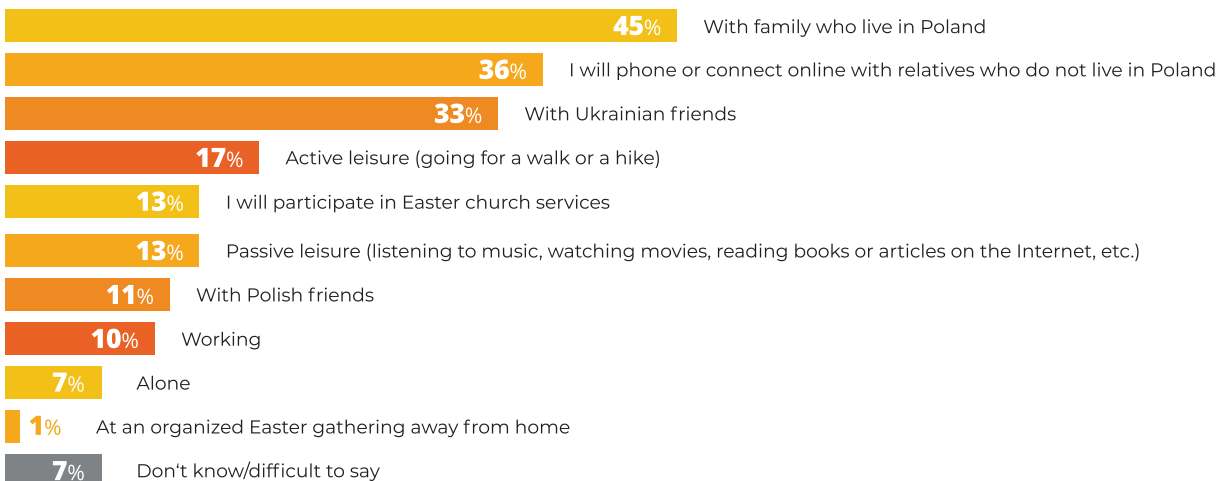 45% With family who live in Poland
36% I will phone or connect online with relatives who do not live in Poland
33% With Ukrainian friends
17% Active leisure (going for a walk or a hike)
13% I will participate in Easter church services
13% Passive leisure (listening to music, watching movies, reading books or articles on the Internet, etc.)
11% With Polish friends
10% Working
7% Alone
1% At an organized Easter gathering away from home
7% Don‘t know/difficult to say